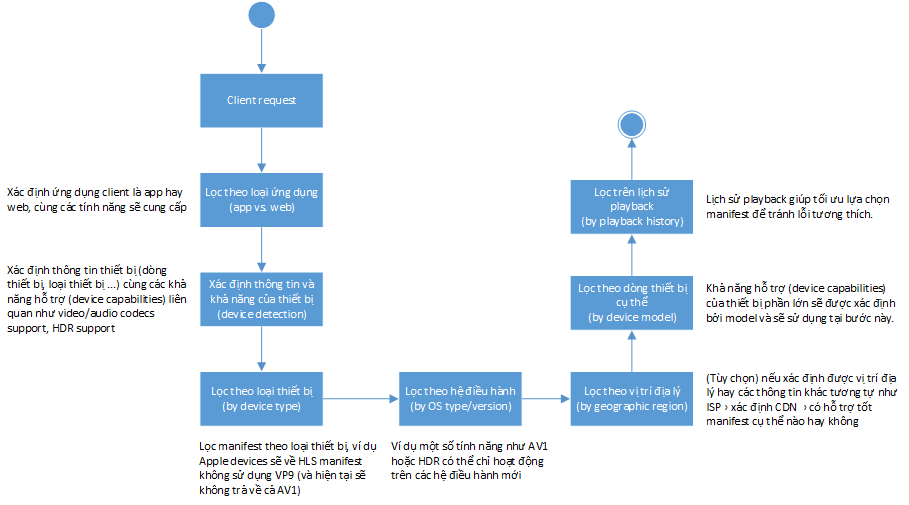 Client request
Xác định ứng dụng client là app hay
web, cùng các tính năng sẽ cung cấp
Lọc theo loại ứng dụng
(app vs. web)
Xác định thông tin thiết bị (dòng
thiết bị, loại thiết bị ...) cùng các khả
năng hỗ trợ (device capabilities) liên
quan như video/audio codecs
support, HDR support
Xác định thông tin và
khả năng của thiết bị
(device detection)
Lọc theo loại thiết bị
(by device type)
Lọc manifest theo loại thiết bị, ví dụ
Apple devices sẽ về HLS manifest
không sử dụng VP9 (và hiện tại sẽ
không trả về cả AV1)
Lọc theo hệ điều hành
(by OS type/version)
Ví dụ một số tính năng như AV1
hoặc HDR có thể chỉ hoạt động
trên các hệ điều hành mới
Lọc theo vị trí địa lý
(by geographic region)
(Tùy chọn) nếu xác định được vị trí địa
lý hay các thông tin khác tương tự như
ISP › xác định CDN › có hỗ trợ tốt
manifest cụ thể nào hay không
Lọc theo dòng thiết bị
cụ thể
(by device model)
Khả năng hỗ trợ (device capabilities)
của thiết bị phần lớn sẽ được xác định
bởi model và sẽ sử dụng tại bước này.
Lọc trên lịch sử
playback
(by playback history)
Lịch sử playback giúp tối ưu lựa chọn
manifest để tránh lỗi tương thích.